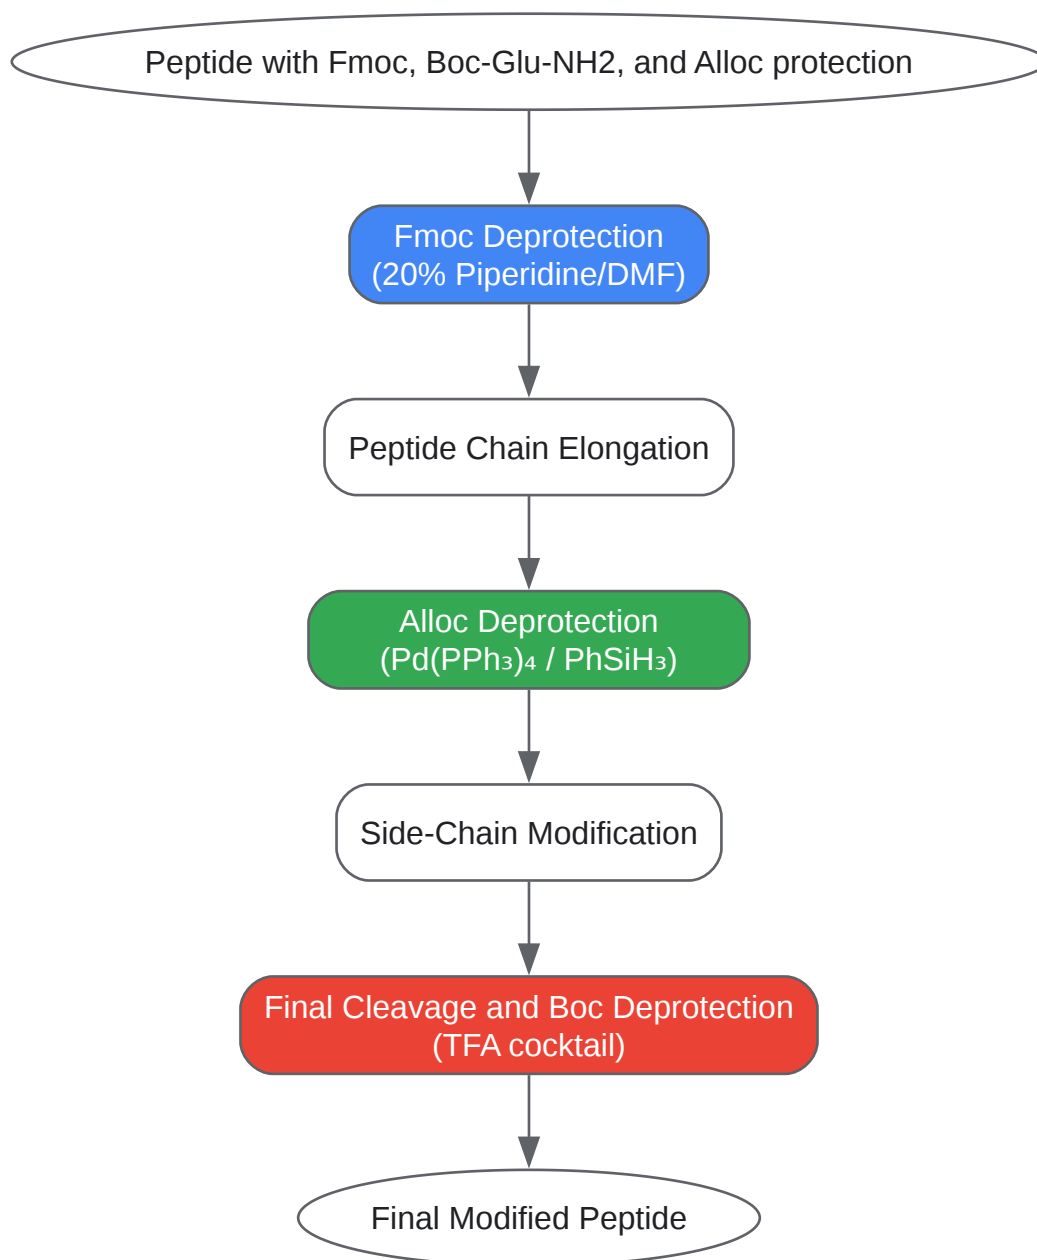 Peptide with Fmoc, Boc-Glu-NH2, and Alloc protection
Fmoc Deprotection
(20% Piperidine/DMF)
Peptide Chain Elongation
Alloc Deprotection
(Pd(PPh₃)₄ / PhSiH₃)
Side-Chain Modification
Final Cleavage and Boc Deprotection
(TFA cocktail)
Final Modified Peptide